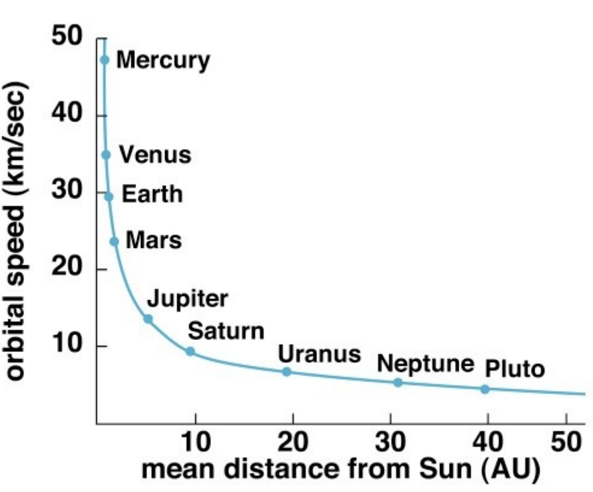 50
Mercury
40
Venus
30
Earth
Mars
20
Jupiter
Saturn
10
Uranus
Neptune
Pluto
orbital speed (km/sec)
10 20 30 40 50
mean distance from Sun (AU)